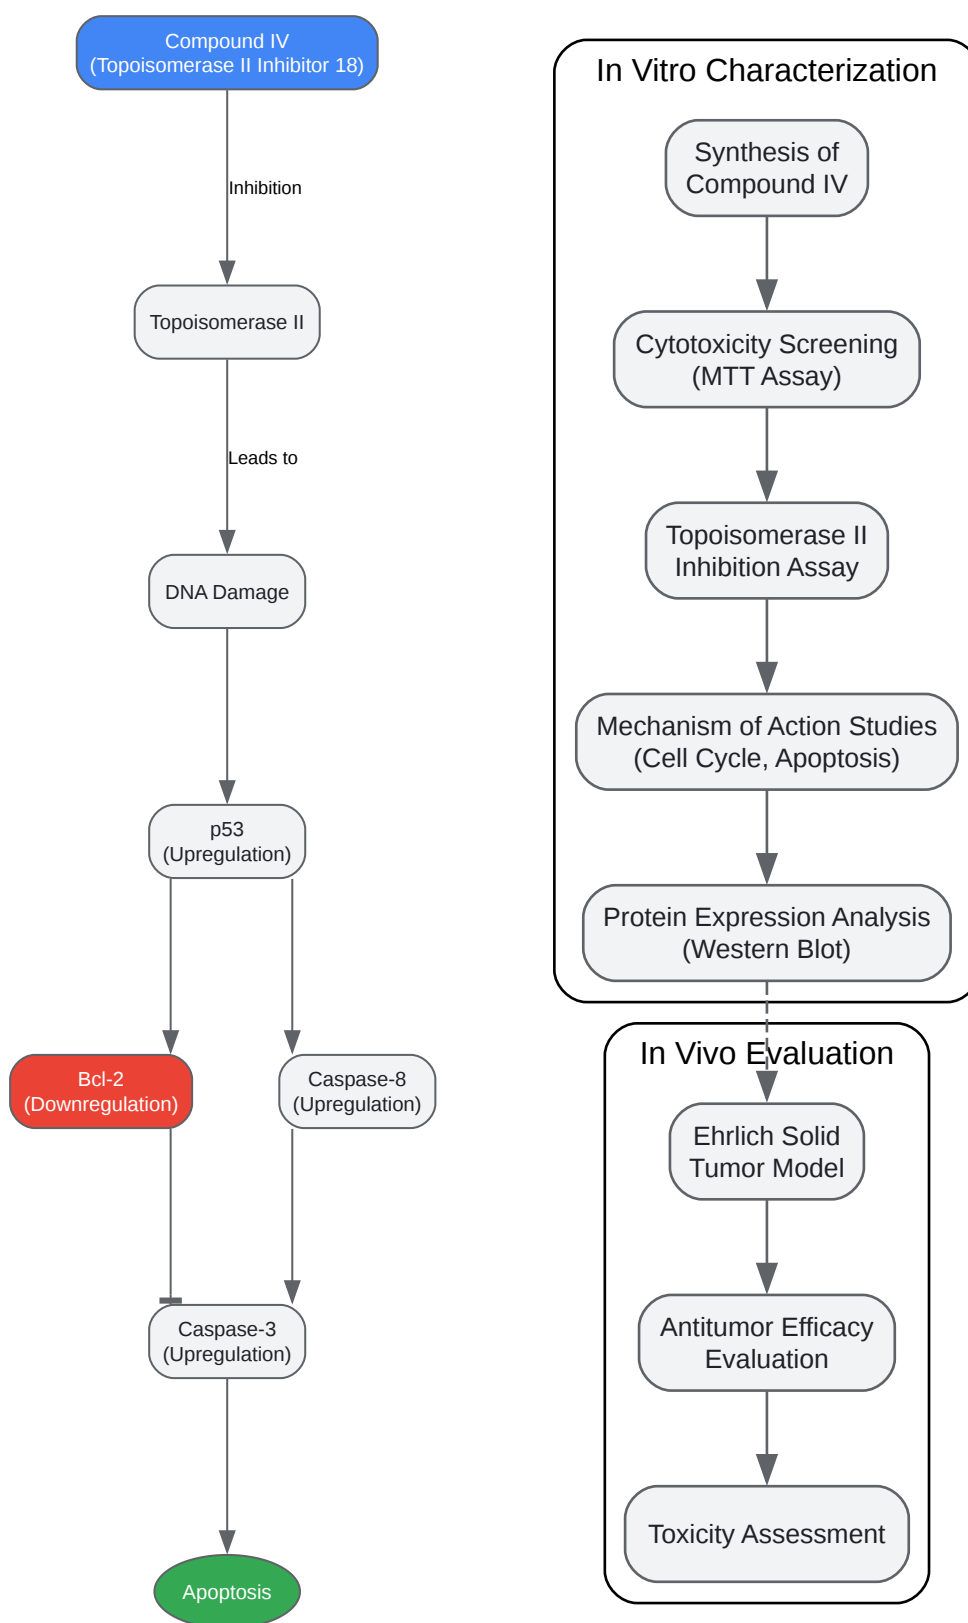 Compound IV
(Topoisomerase II Inhibitor 18)
Inhibition
Topoisomerase II
Leads to
DNA Damage
p53
(Upregulation)
Bcl-2
(Downregulation)
Caspase-8
(Upregulation)
Caspase-3
(Upregulation)
Apoptosis
In Vitro Characterization
Synthesis of
Compound IV
Cytotoxicity Screening
(MTT Assay)
Topoisomerase II
Inhibition Assay
Mechanism of Action Studies
(Cell Cycle, Apoptosis)
Protein Expression Analysis
(Western Blot)
In Vivo Evaluation
Ehrlich Solid
Tumor Model
Antitumor Efficacy
Evaluation
Toxicity Assessment